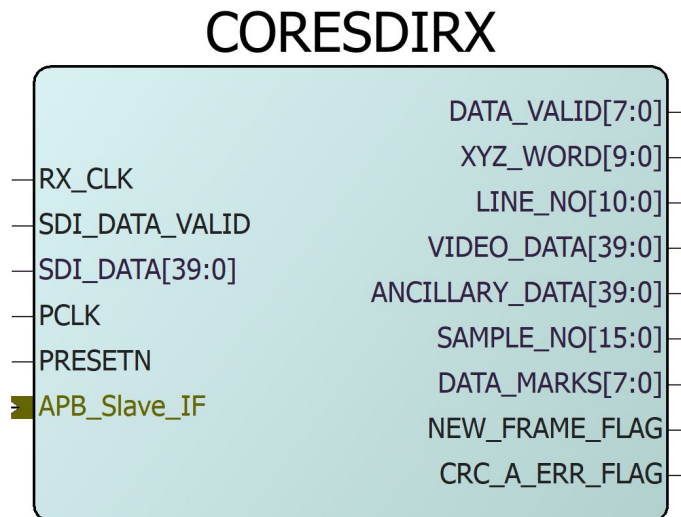 CORESDIRX
RX_CLK
SDI_DATA_VALID
SDI_DATA[39:0]
PCLK
PRESETN
APB_Slave_IF
DATA_VALID[7:0]
XYZ_WORD[9:0]
LINE_NO[10:0]
VIDEO_DATA[39:0]
ANCILLARY_DATA[39:0]
SAMPLE_NO[15:0]
DATA_MARKS[7:0]
NEW_FRAME_FLAG
CRC_A_ERR_FLAG